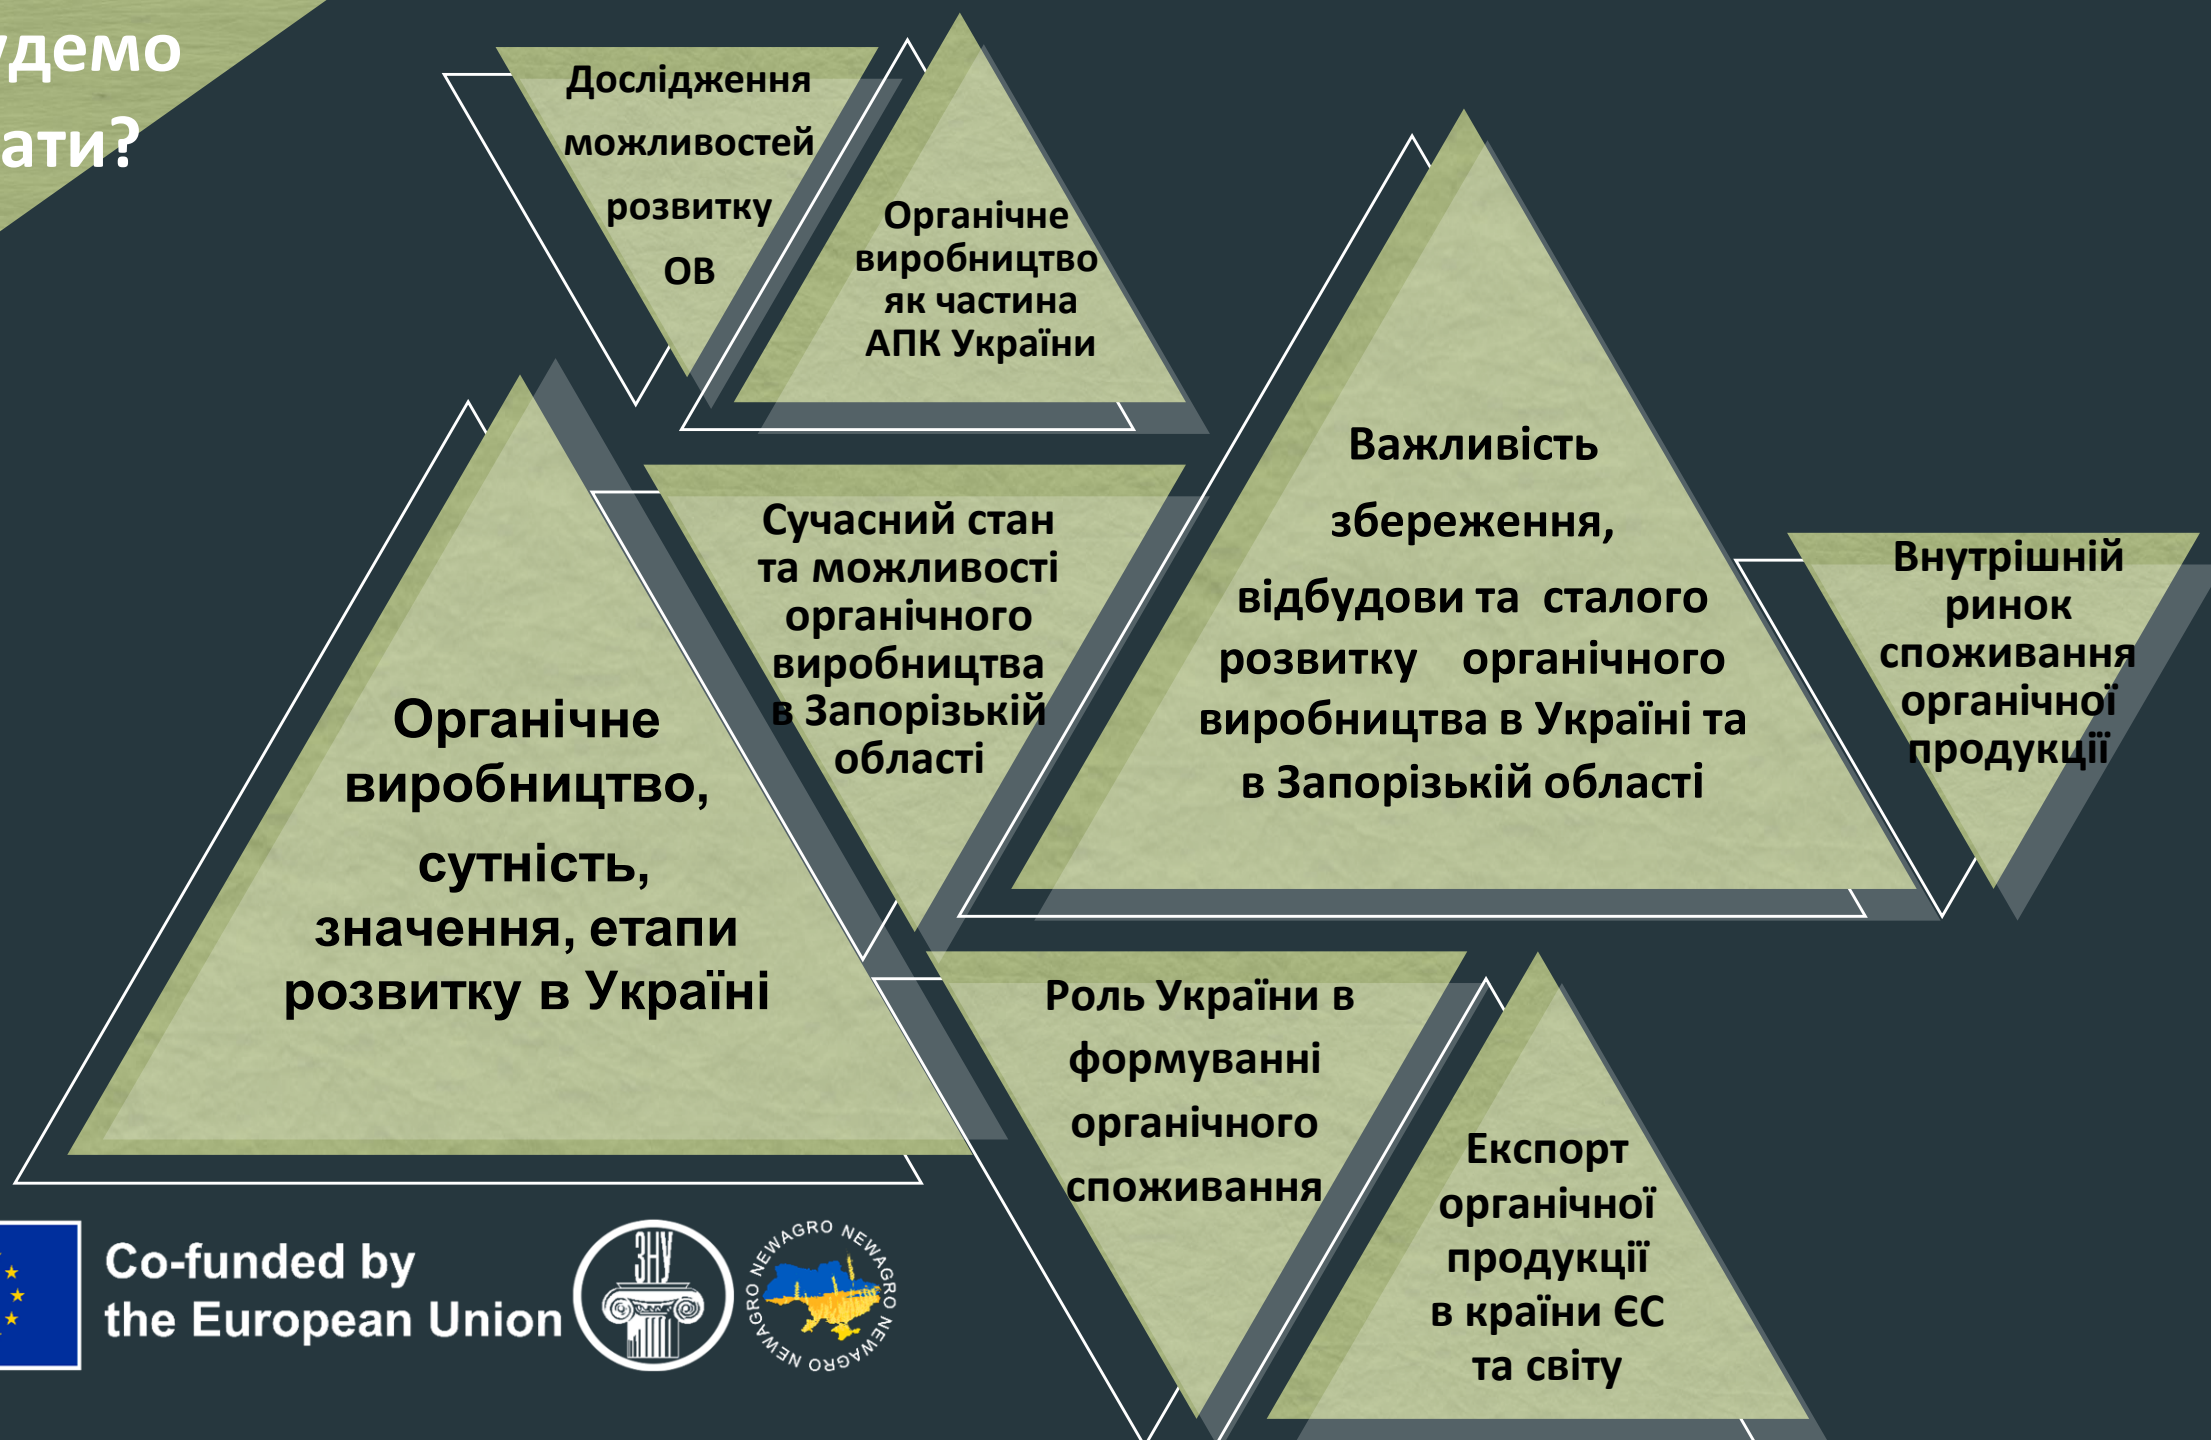 ати?
Дослідження
можливостей
розвитку
ОВ
Органічне
виробництво
як частина
АПК України
Важливість
збереження,
відбудови та сталого
розвитку органічного
виробництва в Україні та
в Запорізькій області
Внутрішній
ринок
споживання
органічної
продукції
Сучасний стан
та можливості
органічного
виробництва
в Запорізькій
області
Органічне
виробництво,
сутність,
значення, етапи
розвитку в Україні
Роль України в
формуванні
органічного
споживання
Експорт
органічної
продукції
в країни ЄС
та світу
Co-funded by
the European Union
ЗНУ
NEWAGRO NEWAGRO NEWAGRO NEWAGRO